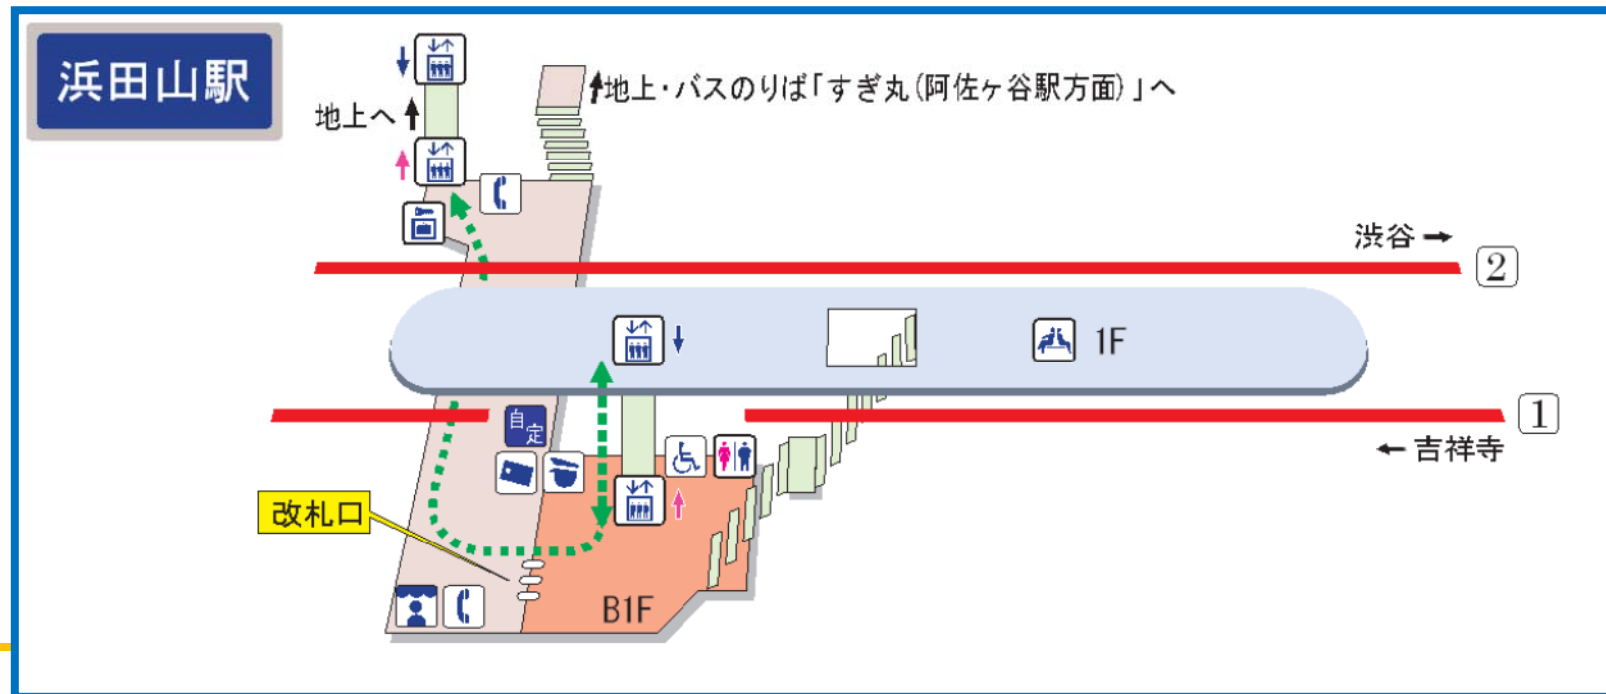 浜田山駅
地上・バスのりば「すぎ丸(阿佐ヶ谷駅方面)」へ
地上へ
渋谷
2
1F
自定
1
吉祥寺
改札口
B1F